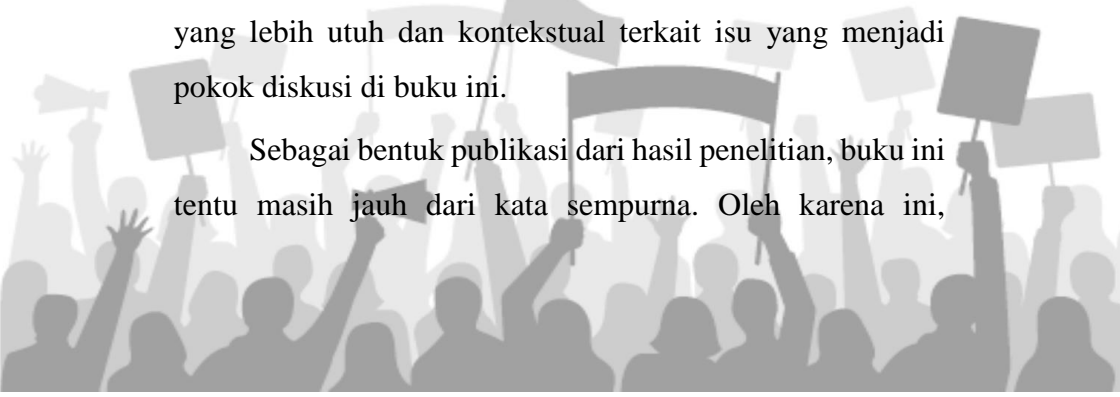 yang lebih utuh dan kontekstual terkait isu yang menjadi
pokok diskusi di buku ini.
Sebagai bentuk publikasi dari hasil penelitian, buku ini
tentu masih jauh dari kata sempurna. Oleh karena ini,